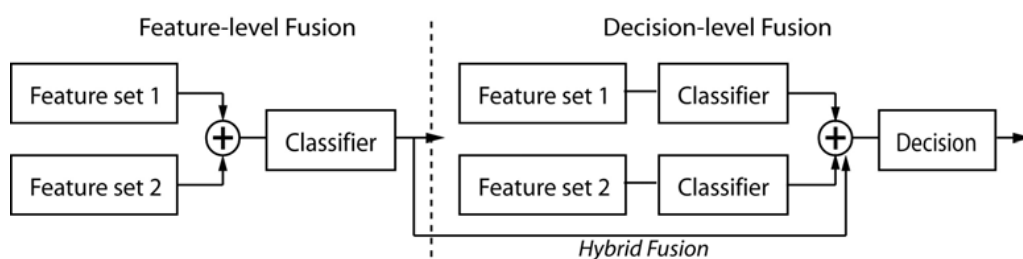 Feature-level Fusion
Decision-level Fusion
Feature set 1
Feature set 2
Classifier
Feature set 1
Classifier
Feature set 2
Classifier
Decision
Hybrid Fusion